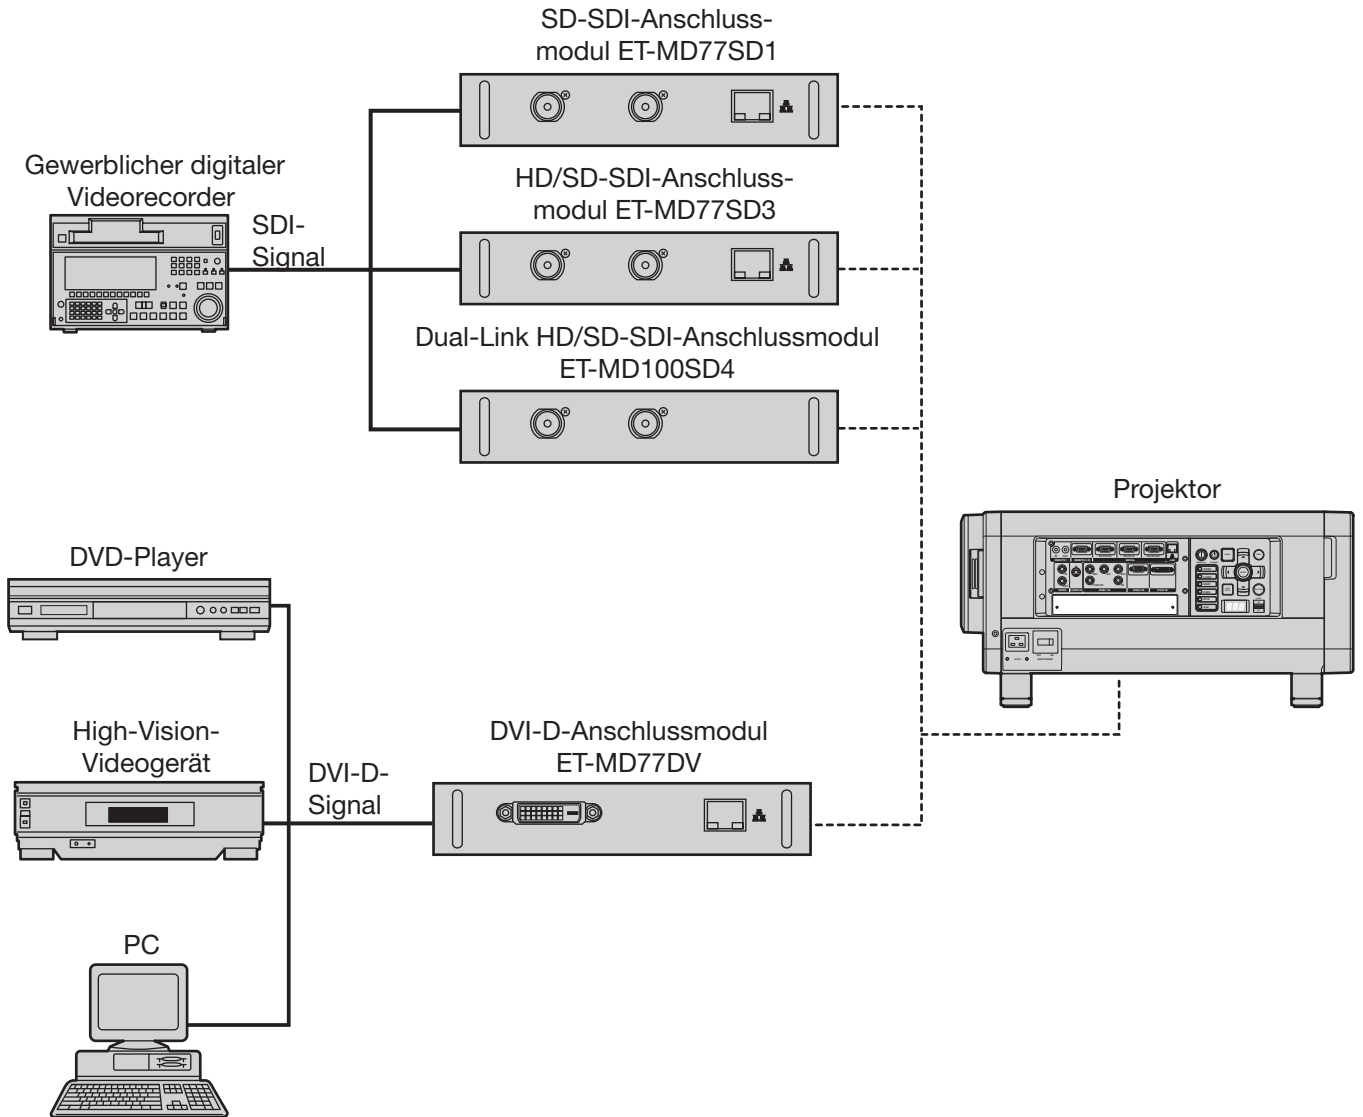 SD-SDI-Anschluss-
modul ET-MD77SD1
Gewerblicher digitaler
Videorecorder
SDI-
Signal
HD/SD-SDI-Anschluss-
modul ET-MD77SD3
Dual-Link HD/SD-SDI-Anschlussmodul
ET-MD100SD4
Projektor
DVD-Player
High-Vision-
Videogerät
DVI-D-
Signal
DVI-D-Anschlussmodul
ET-MD77DV
PC